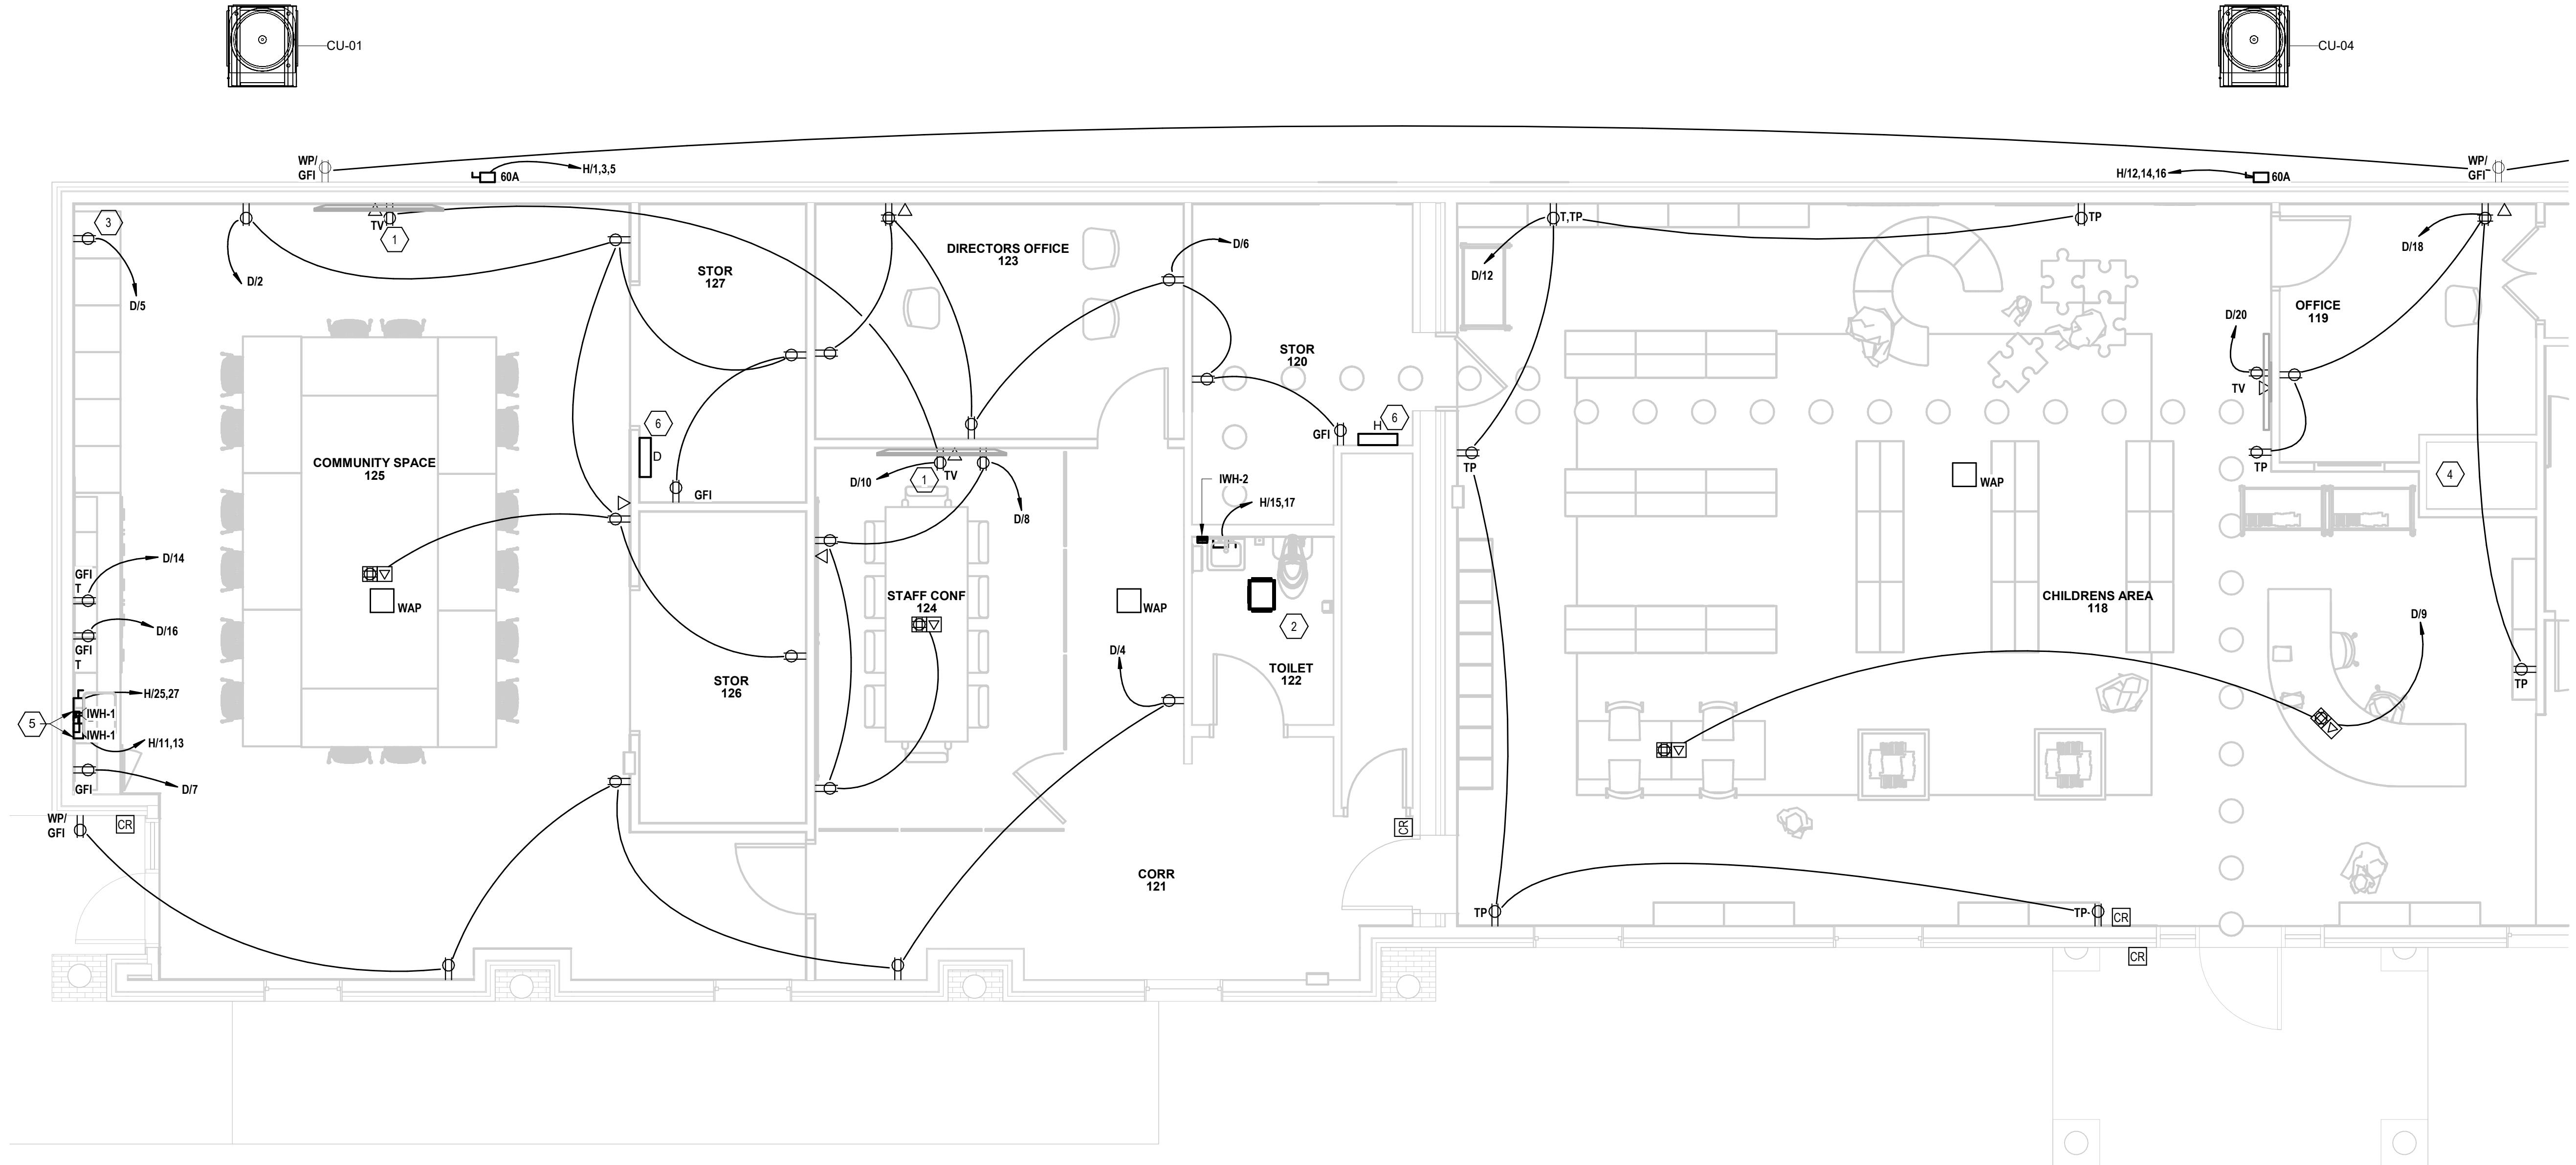 CU-01
CU-04
WP/
GFI
60A
H/1,3,5
H/12,14,16
60A
WP/
GFI
3
TV
1
D/5
D/2
STOR
127
DIRECTORS OFFICE
123
D/6
T,TP
TP
D/12
D/18
OFFICE
119
D/20
TV
STOR
120
6
D
COMMUNITY SPACE
125
GFI
D/10
1
TV
D/8
GFI
H
6
IWH-2
H/15,17
TP
WAP
TP
4
GFI
T
D/14
D/16
GFI
T
WAP
STAFF CONF
124
WAP
2
TOILET
122
D/4
CHILDRENS AREA
118
D/9
TP
STOR
126
H/25,27
5
IWH-1
IWH-1
H/11,13
D/7
GFI
WP/
GFI
CR
CR
CORR
121
TP
TP
CR
CR